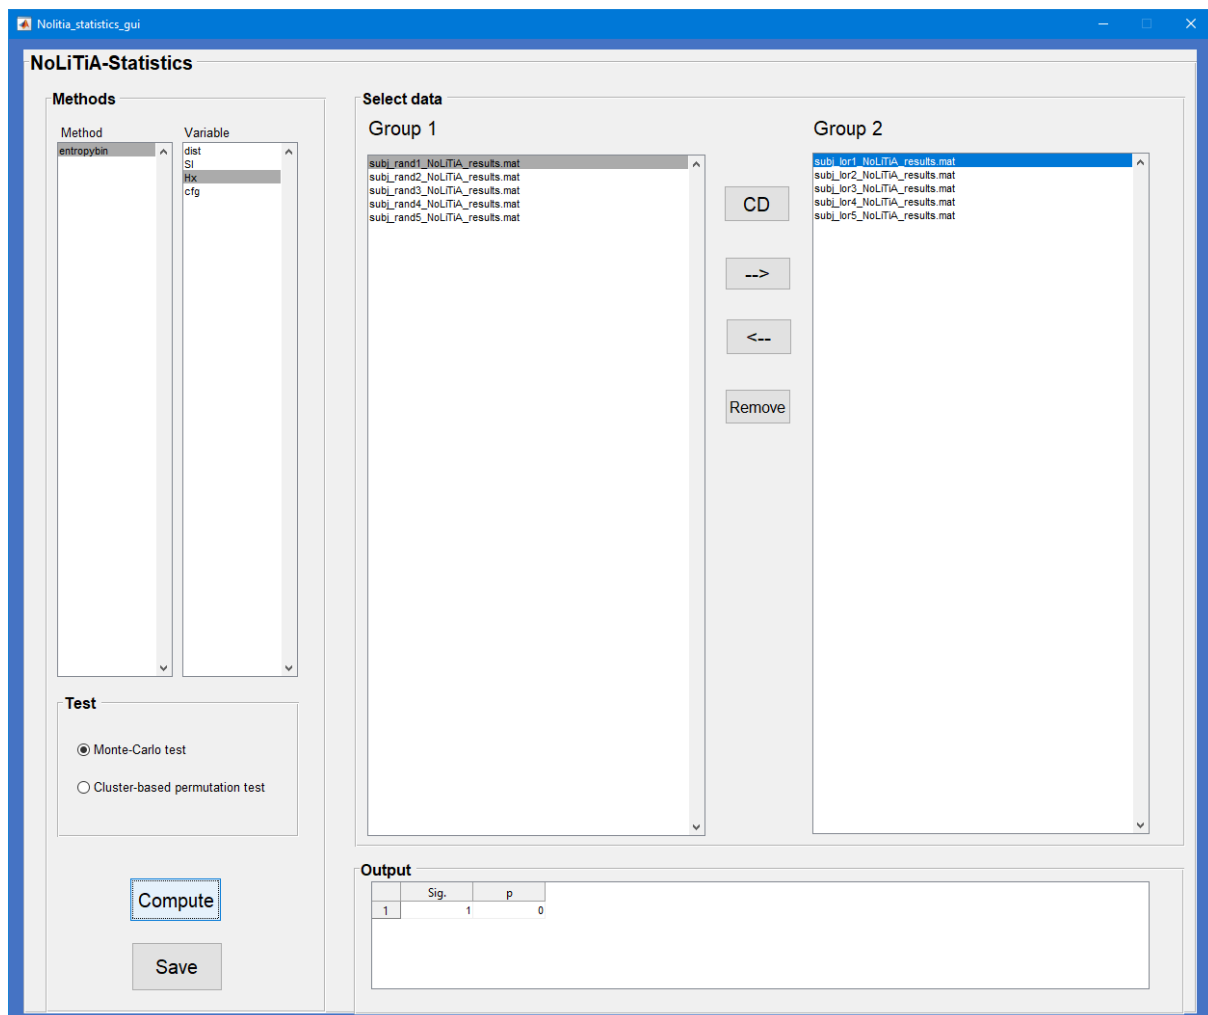 Nolitia_statistics_gui
NoLiTiA-Statistics
Methods
Method
Variable
entropybin
dist
SI
Hx
cfg
Test
Monte-Carlo test
Cluster-based permutation test
Compute
Save
Select data
Group 1
subj_rand1_NoLiTiA_results.mat
subj_rand2_NoLiTiA_results.mat
subj_rand3_NoLiTiA_results.mat
subj_rand4_NoLiTiA_results.mat
subj_rand5_NoLiTiA_results.mat
CD
-->
<--
Remove
Group 2
subj_lor1_NoLiTiA_results.mat
subj_lor2_NoLiTiA_results.mat
subj_lor3_NoLiTiA_results.mat
subj_lor4_NoLiTiA_results.mat
subj_lor5_NoLiTiA_results.mat
Output
Sig. p
1 1 0